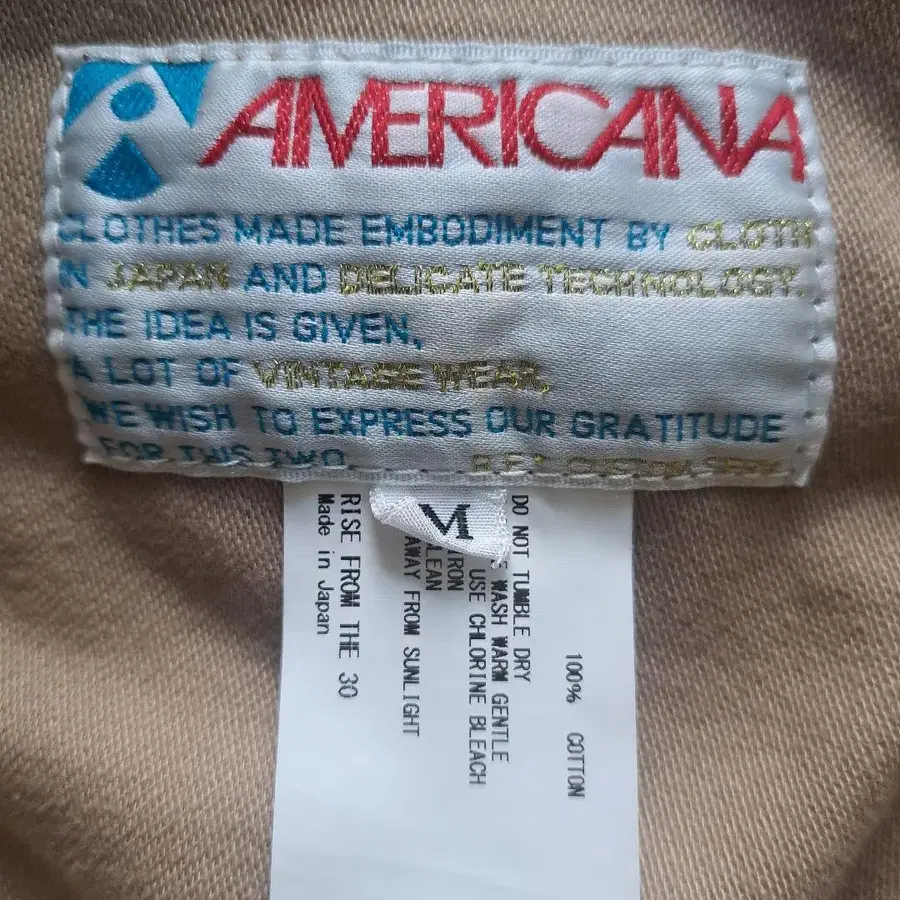 AMERICANA
CLOTHES MADE EMBODIMENT BY CLOTH
IN JAPAN AND DELICATE TECHNOLOGY.
THE IDEA IS GIVEN,
A LOT OF VINTAGE WEAR.
WE WISH TO EXPRESS OUR GRATITUDE
FOR THIS TWO.
M
100% COTTON
DO NOT TUMBLE DRY
WASH WARM GENTLE
USE CHLORINE BLEACH
IRON
LEAN
AWAY FROM SUNLIGHT
RISE FROM THE 30
Made in Japan